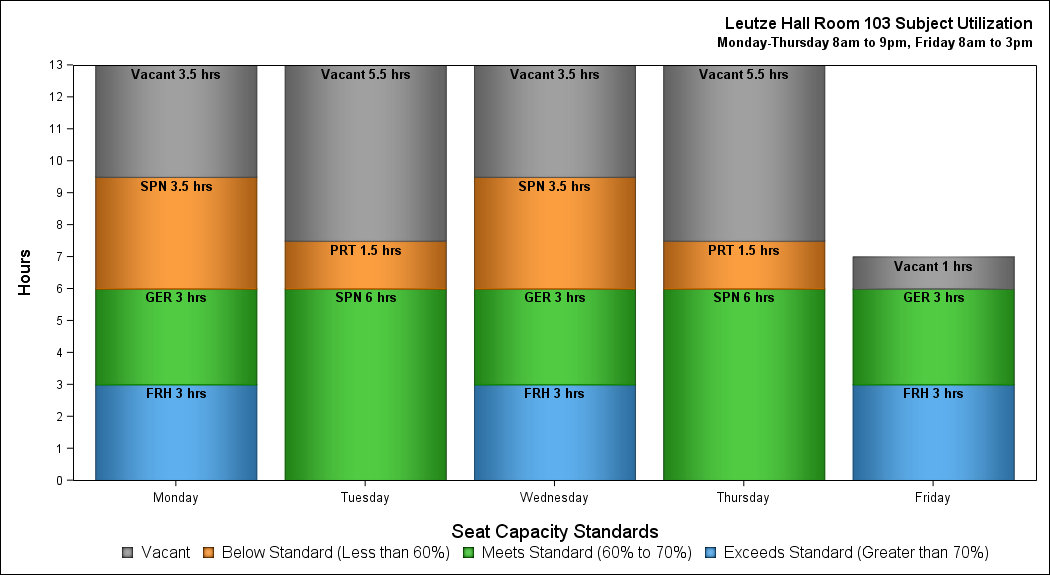 Leutze Hall Room 103 Subject Utilization
Monday-Thursday 8am to 9pm, Friday 8am to 3pm
13
12
11
10
9
8
7
6
5
4
3
2
1
0
Hours
Vacant 3.5 hrs
SPN 3.5 hrs
GER 3 hrs
FRH 3 hrs
Vacant 5.5 hrs
PRT 1.5 hrs
SPN 6 hrs
Vacant 3.5 hrs
SPN 3.5 hrs
GER 3 hrs
FRH 3 hrs
Vacant 5.5 hrs
PRT 1.5 hrs
SPN 6 hrs
Vacant 1 hrs
GER 3 hrs
FRH 3 hrs
Monday Tuesday Wednesday Thursday Friday
Seat Capacity Standards
Vacant Below Standard (Less than 60%) Meets Standard (60% to 70%) Exceeds Standard (Greater than 70%)